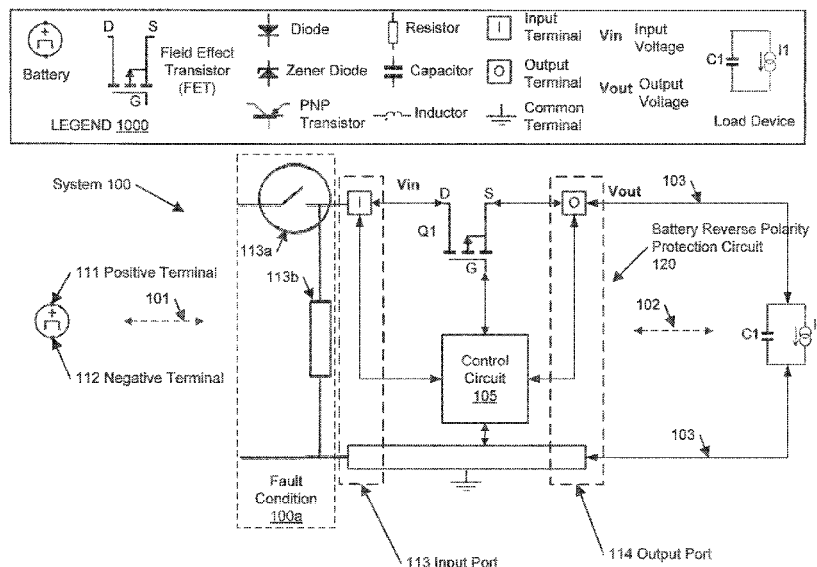 Battery
D S
G
Field Effect
Transistor
(FET)
LEGEND 1000
Diode
Zener Diode
PNP
Transistor
Resistor
Capacitor
Inductor
I Input
Terminal
O Output
Terminal
Common
Terminal
Vin Input
Voltage
Vout Output
Voltage
C1 I1
Load Device
System 100
113a
113b
111 Positive Terminal
101
112 Negative Terminal
Fault
Condition
100a
I
Vin
D S
Q1
G
Control
Circuit
105
O
Vout
103
Battery Reverse Polarity
Protection Circuit
120
102
C1
103
113 Input Port
114 Output Port